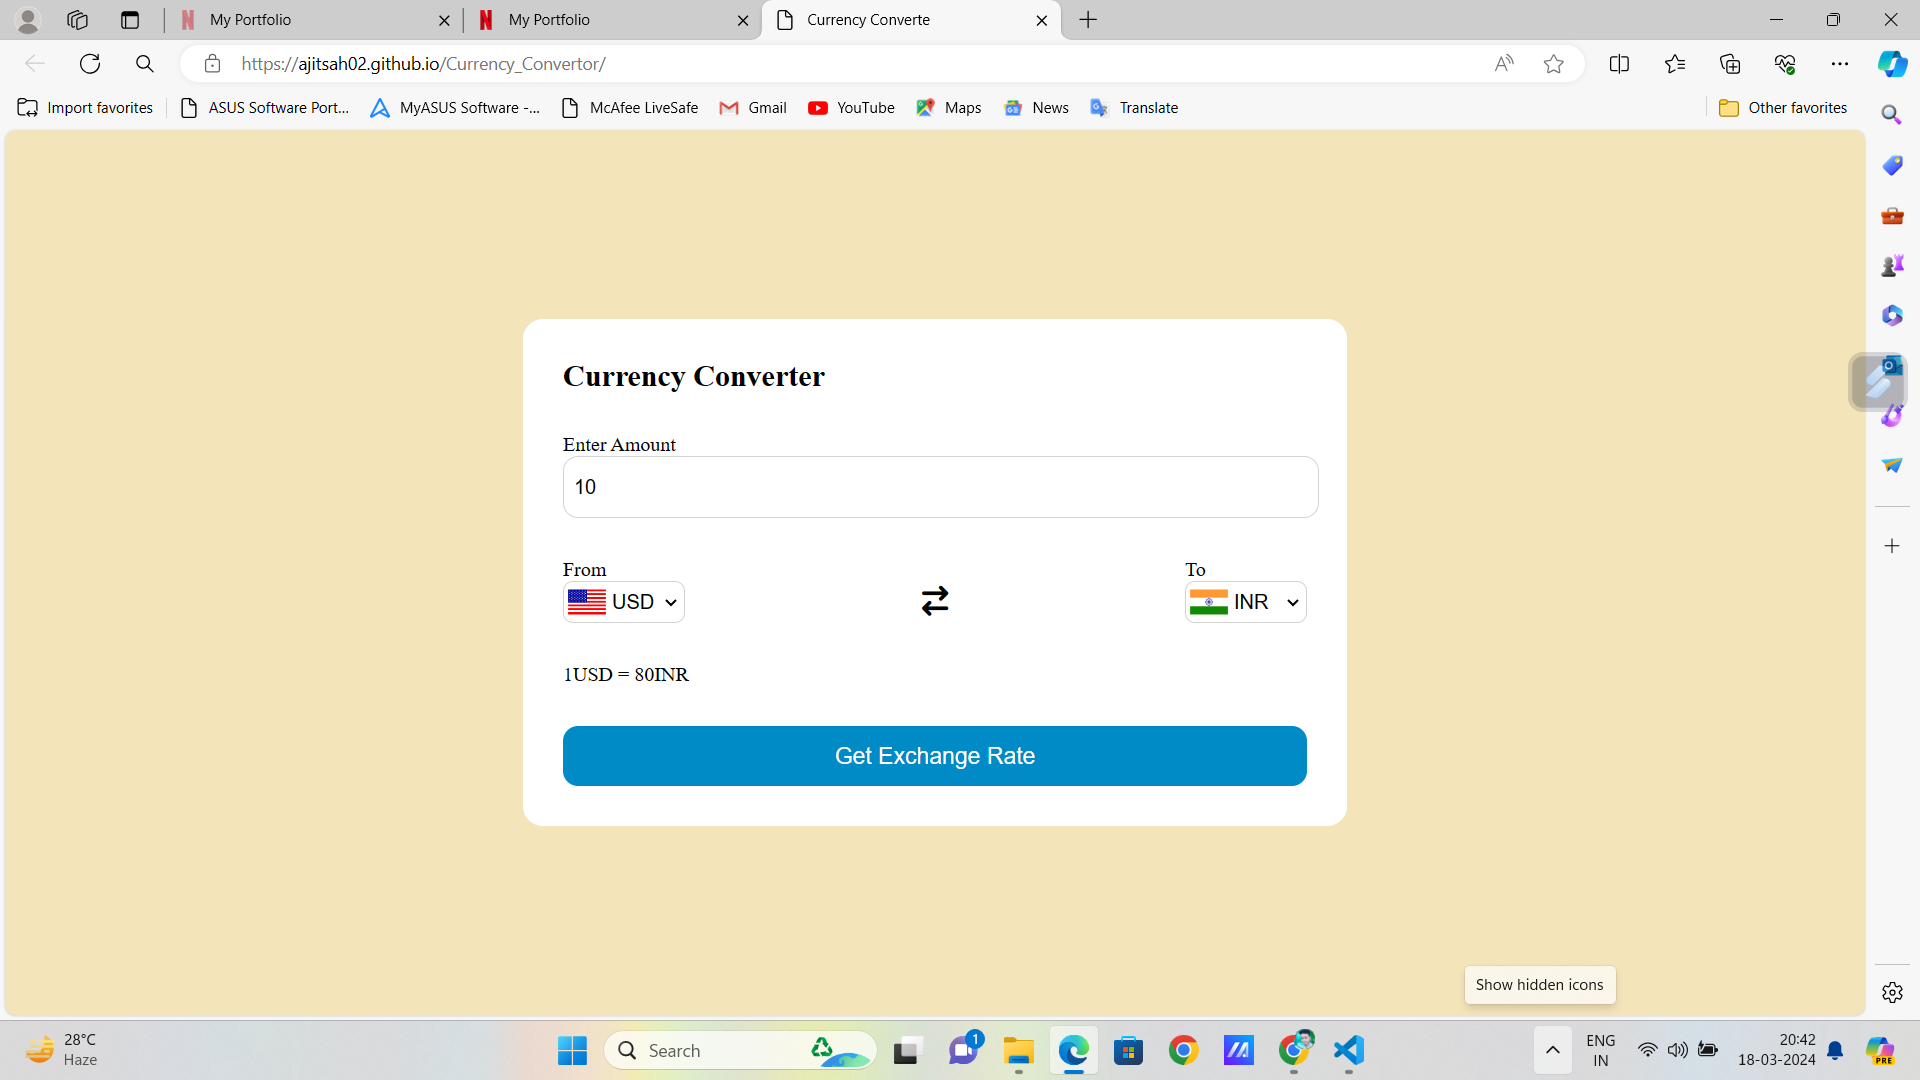 My Portfolio
My Portfolio
Currency Converte
https://ajitsah02.github.io/Currency_Convertor/
Import favorites
ASUS Software Port...
MyASUS Software -...
McAfee LiveSafe
Gmail
YouTube
Maps
News
Translate
Other favorites
Currency Converter
Enter Amount
10
From
To
USD
INR
1USD = 80INR
Get Exchange Rate
Show hidden icons
28°C
Haze
Search
1
ENG
IN
20:42
18-03-2024
PRE